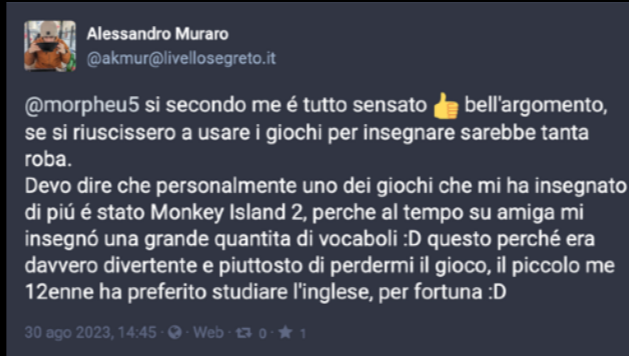 Alessandro Muraro
@akmur@livellosegreto.it
@morpheu5 si secondo me é tutto sensato 👍 bell'argomento,
se si riuscissero a usare i giochi per insegnare sarebbe tanta
roba.
Devo dire che personalmente uno dei giochi che mi ha insegnato
di piú é stato Monkey Island 2, perche al tempo su amiga mi
insegnó una grande quantita di vocaboli :D questo perché era
davvero divertente e piuttosto di perdermi il gioco, il piccolo me
12enne ha preferito studiare l'inglese, per fortuna :D
30 ago 2023, 14:45 · Web · 0 · 1